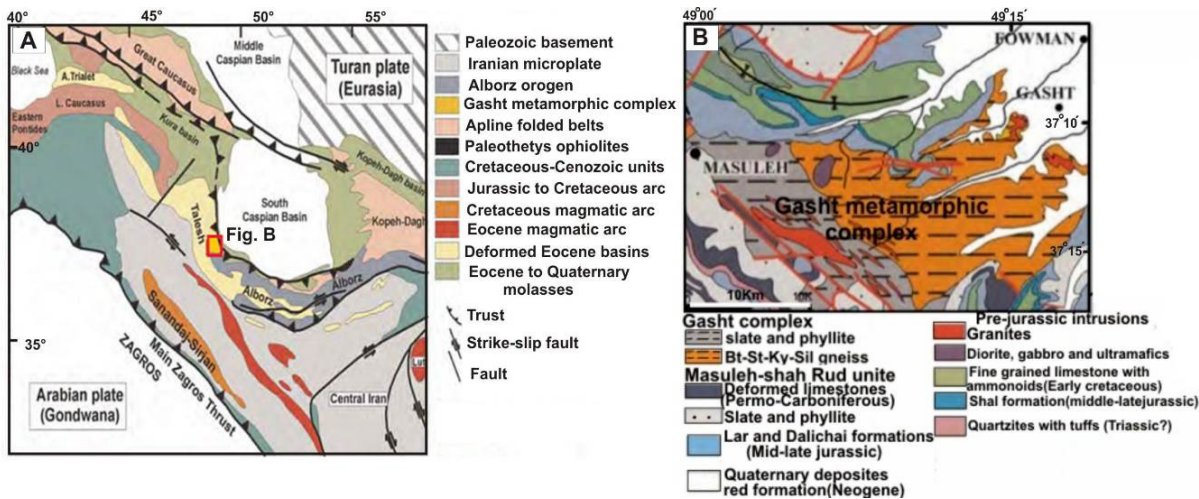 40°
45°
50°
55°
A
Middle
Caspian Basin
Turan plate
(Eurasia)
Black Sea
A.Trialet
Great Caucasus
L. Caucasus
Eastern
Pontides
Kura basin
40°
Kopeh-Dagh basin
South
Caspian Basin
Kopeh-Dagh
Talesh
Fig. B
Alborz
Alborz
Sanandaj-Sirjan
35°
Main Zagros Thrust
ZAGROS
Central Iran
Lut
Arabian plate
(Gondwana)
Paleozoic basement
Iranian microplate
Alborz orogen
Gasht metamorphic complex
Apline folded belts
Paleothetys ophiolites
Cretaceous-Cenozoic units
Jurassic to Cretaceous arc
Cretaceous magmatic arc
Eocene magmatic arc
Deformed Eocene basins
Eocene to Quaternary
molasses
Trust
Strike-slip fault
Fault
49°00'
49°15'
B
FOWMAN
GASHT
37°10'
MASULEH
Gasht metamorphic
complex
37°15'
10Km
Gasht complex
slate and phyllite
Bt-St-Ky-Sil gneiss
Masuleh-shah Rud unite
Deformed limestones
(Permo-Carboniferous)
Slate and phyllite
Lar and Dalichai formations
(Mid-late jurassic)
Quaternary deposites
red formation(Neogene)
Pre-jurassic intrusions
Granites
Diorite, gabbro and ultramafics
Fine grained limestone with
ammonoids(Early cretaceous)
Shal formation(middle-latejurassic)
Quartzites with tuffs (Triassic?)